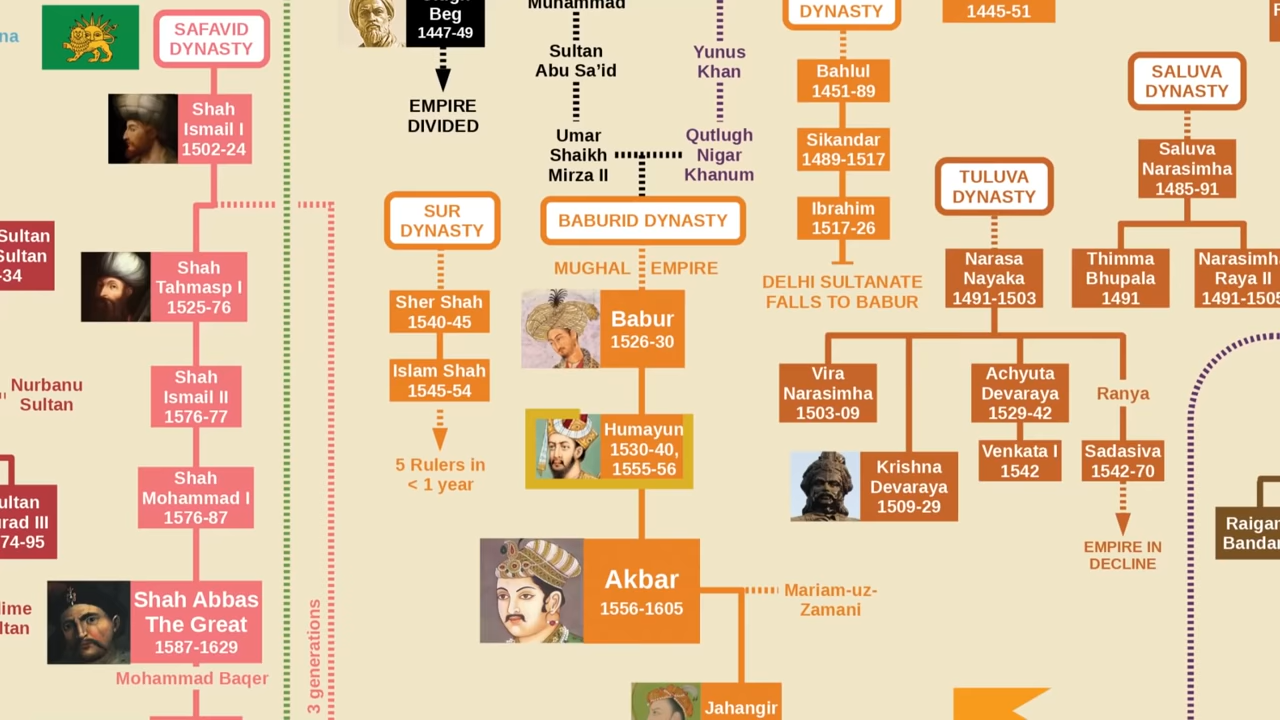 SAFAVID
DYNASTY
Shah
Ismail I
1502-24
Sultan
Sultan
-34
Shah
Tahmasp I
1525-76
Nurbanu
Sultan
Shah
Ismail II
1576-77
Shah
Mohammad I
1576-87
ultan
rad III
74-95
Shah Abbas
The Great
1587-1629
Mohammad Baqer
3 generations
Beg
1447-49
EMPIRE
DIVIDED
Muhammad
Sultan
Abu Sa’id
Umar
Shaikh
Mirza II
Yunus
Khan
Qutlugh
Nigar
Khanum
SUR
DYNASTY
Sher Shah
1540-45
Islam Shah
1545-54
5 Rulers in
< 1 year
BABURID DYNASTY
MUGHAL EMPIRE
Babur
1526-30
Humayun
1530-40,
1555-56
Akbar
1556-1605
Mariam-uz-
Zamani
Jahangir
DYNASTY
Bahlul
1451-89
Sikandar
1489-1517
Ibrahim
1517-26
DELHI SULTANATE
FALLS TO BABUR
1445-51
TULUVA
DYNASTY
Narasa
Nayaka
1491-1503
Vira
Narasimha
1503-09
Krishna
Devaraya
1509-29
Achyuta
Devaraya
1529-42
Venkata I
1542
Ranya
Sadasiva
1542-70
EMPIRE IN
DECLINE
SALUVA
DYNASTY
Saluva
Narasimha
1485-91
Thimma
Bhupala
1491
Narasimh
Raya II
1491-1505
Raiga
Bandar